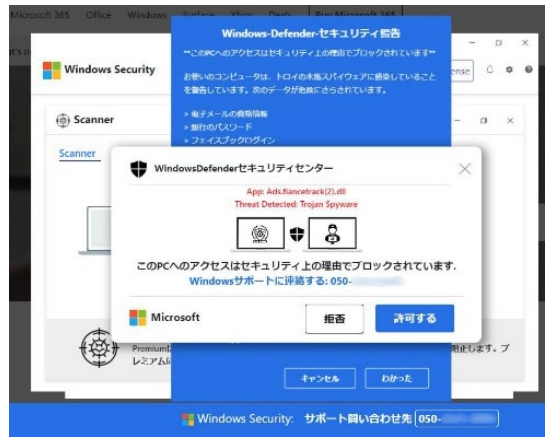 Microsoft 365 Office Windows Surface Xbox Deals Buy Microsoft 365
Windows-Defender-セキュリティ警告
**このPCへのアクセスはセキュリティ上の理由でブロックされています**
Windows Security
お使いのコンピュータは、トロイの木馬スパイウェアに感染していること
を警告しています。次のデータが危険にさらされています。
> 電子メールの資格情報
> 銀行のパスワード
> フェイスブックログイン
Scanner
Scanner
WindowsDefenderセキュリティセンター
App: Ads.fiancetrack(2).dll
Threat Detected: Trojan Spyware
このPCへのアクセスはセキュリティ上の理由でブロックされています.
Windowsサポートに連絡する: 050-
Microsoft
拒否
許可する
Premium
プ
レミアム
キャンセル
わかった
Windows Security: サポート問い合わせ先 050-